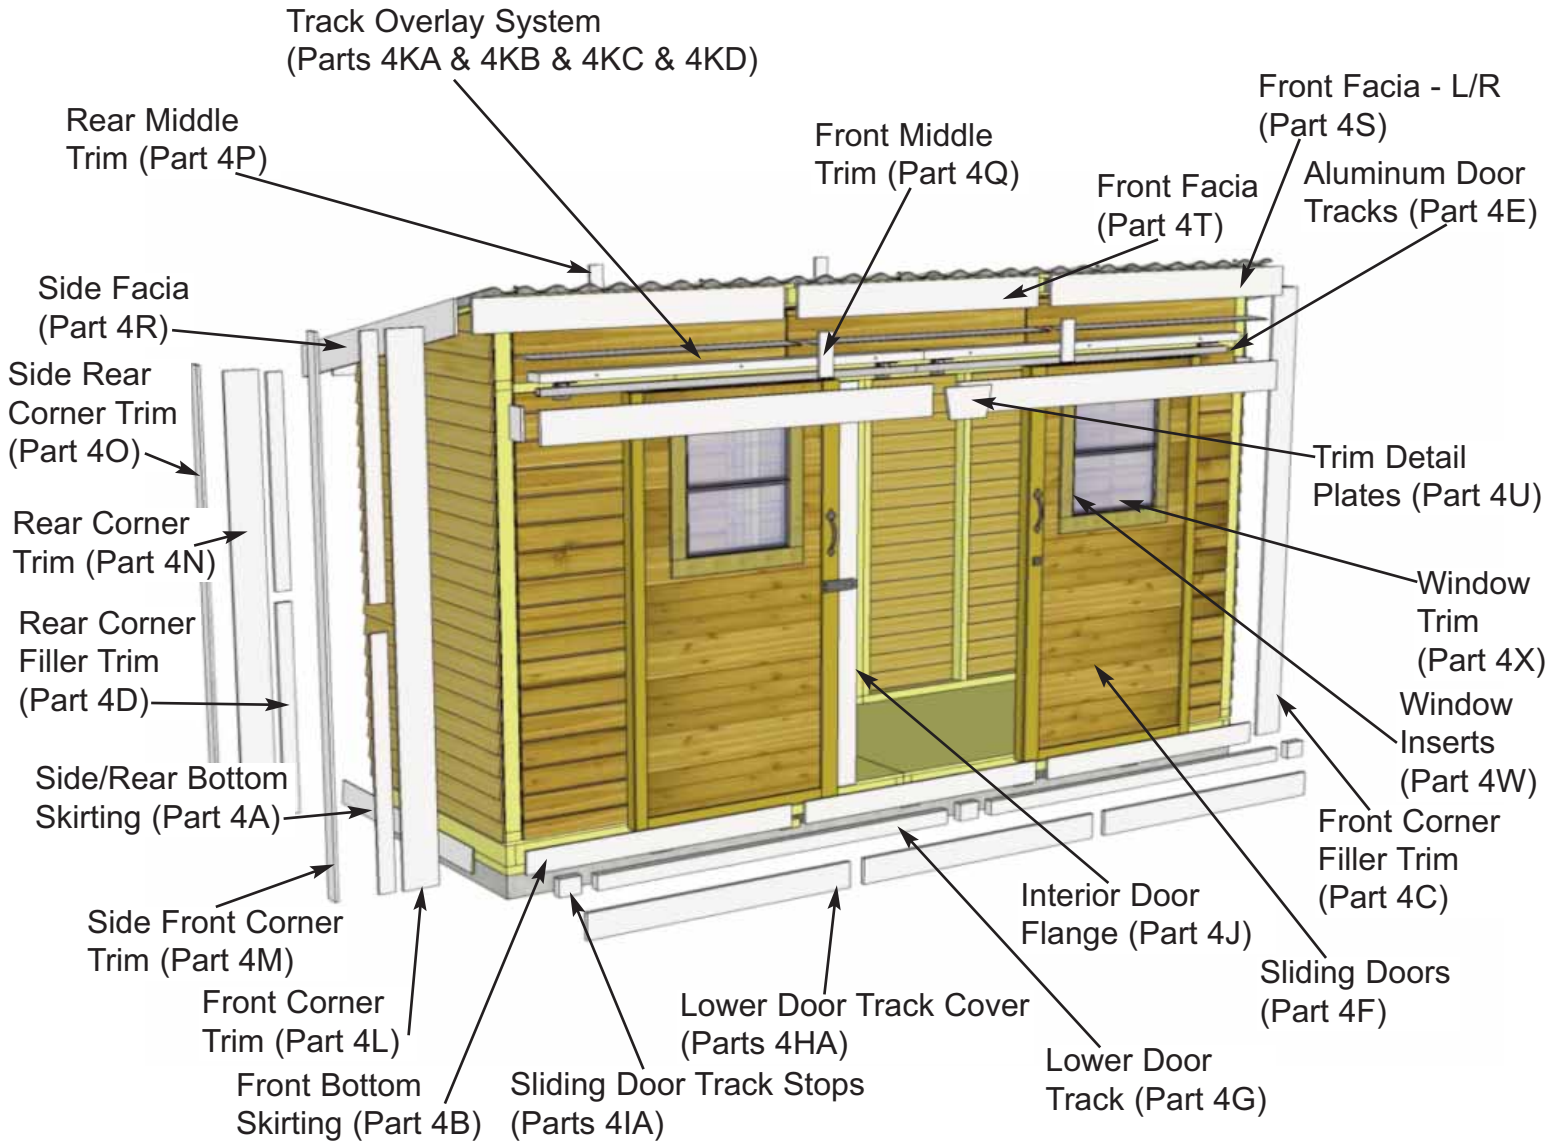 Track Overlay System
(Parts 4KA & 4KB & 4KC & 4KD)
Rear Middle
Trim (Part 4P)
Front Middle
Trim (Part 4Q)
Front Facia - L/R
(Part 4S)
Front Facia
(Part 4T)
Aluminum Door
Tracks (Part 4E)
Side Facia
(Part 4R)
Side Rear
Corner Trim
(Part 4O)
Rear Corner
Trim (Part 4N)
Rear Corner
Filler Trim
(Part 4D)
Side/Rear Bottom
Skirting (Part 4A)
Side Front Corner
Trim (Part 4M)
Front Corner
Trim (Part 4L)
Front Bottom
Skirting (Part 4B)
Sliding Door Track Stops
(Parts 4IA)
Lower Door Track Cover
(Parts 4HA)
Lower Door
Track (Part 4G)
Interior Door
Flange (Part 4J)
Sliding Doors
(Part 4F)
Front Corner
Filler Trim
(Part 4C)
Window
Inserts
(Part 4W)
Window
Trim
(Part 4X)
Trim Detail
Plates (Part 4U)